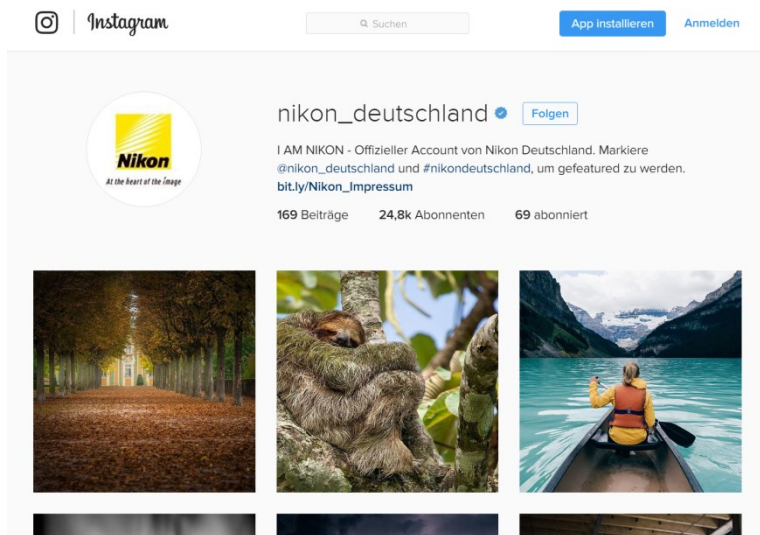 Instagram
Suchen
App installieren
Anmelden
Nikon
At the heart of the image
nikon_deutschland
Folgen
I AM NIKON - Offizieller Account von Nikon Deutschland. Markiere
@nikon_deutschland und #nikondeutschland, um gefeatured zu werden.
bit.ly/Nikon_Impressum
169 Beiträge 24,8k Abonnenten 69 abonniert